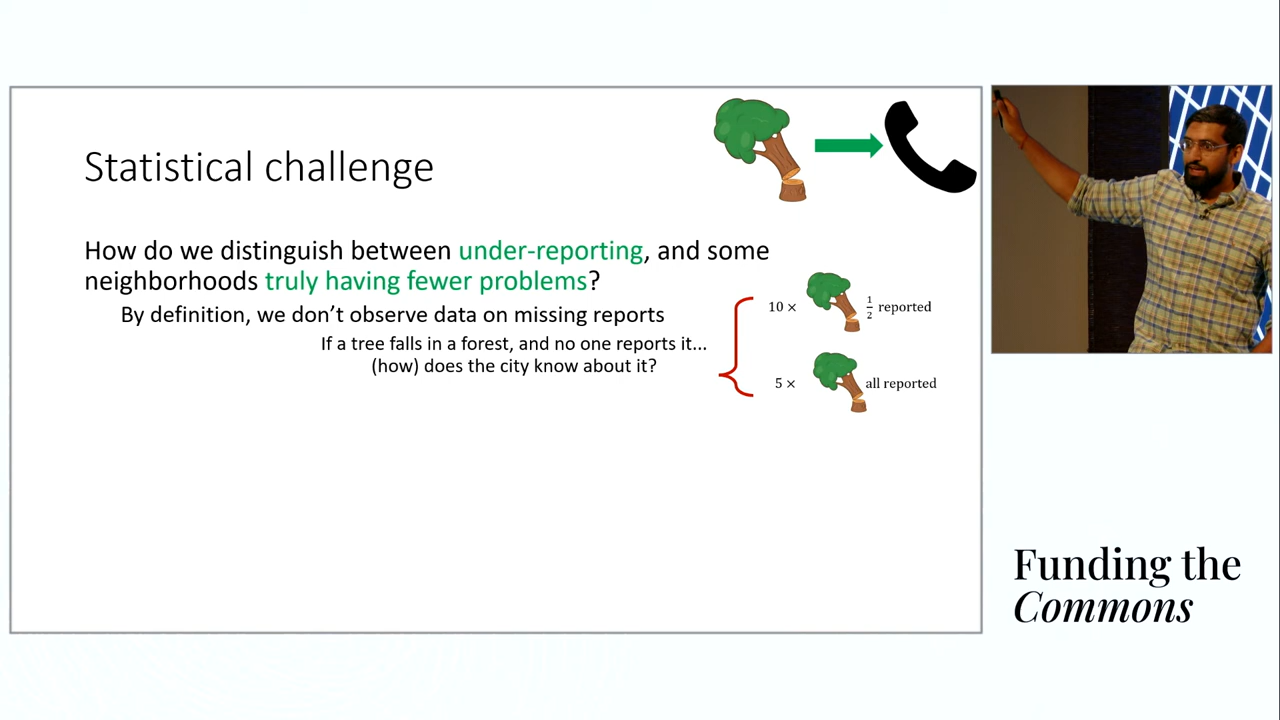 Statistical challenge
How do we distinguish between under-reporting, and some
neighborhoods truly having fewer problems?
By definition, we don’t observe data on missing reports
If a tree falls in a forest, and no one reports it...
(how) does the city know about it?
10 × 1/2 reported
5 × all reported
Funding the
Commons